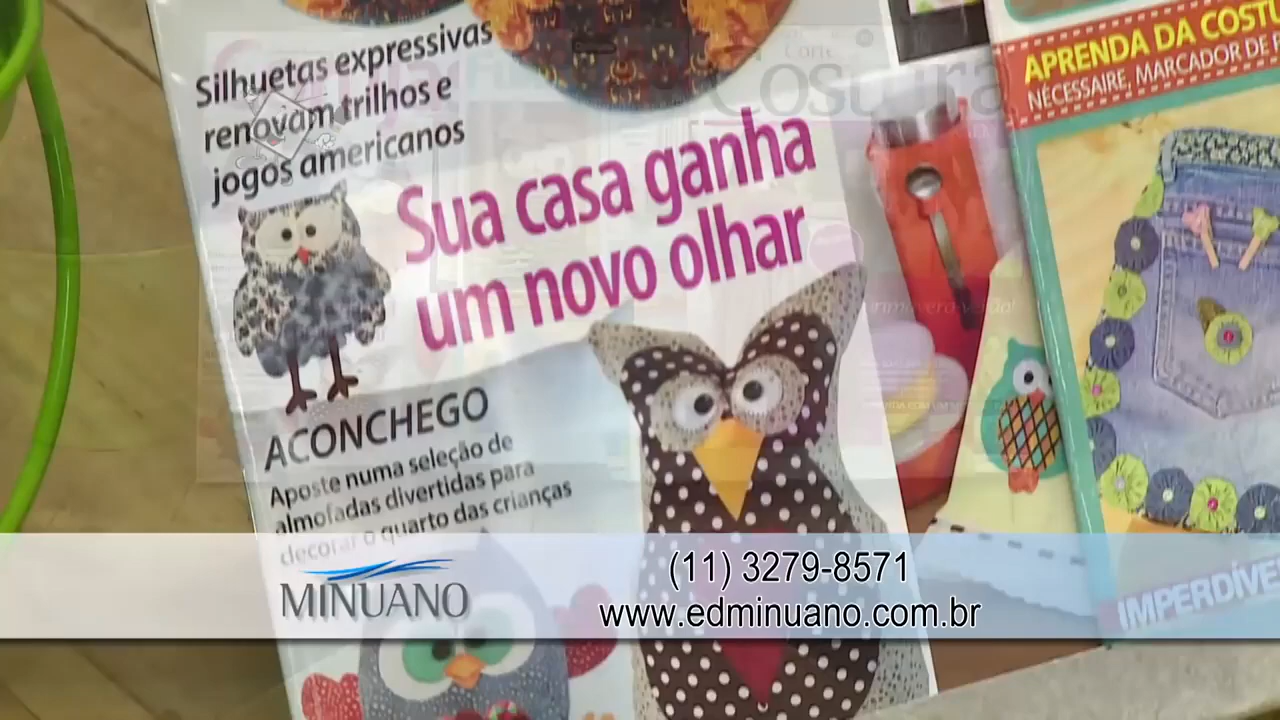 Silhuetas expressivas
renovam trilhos e
jogos americanos
Sua casa ganha
um novo olhar
ACONCHEGO
Aposte numa seleção de
almofadas divertidas para
decorar o quarto das crianças
APRENDA DA COSTU
NÉCESSAIRE, MARCADOR DE P
Costura
IMPERDÍVE
MINUANO
(11) 3279-8571
www.edminuano.com.br